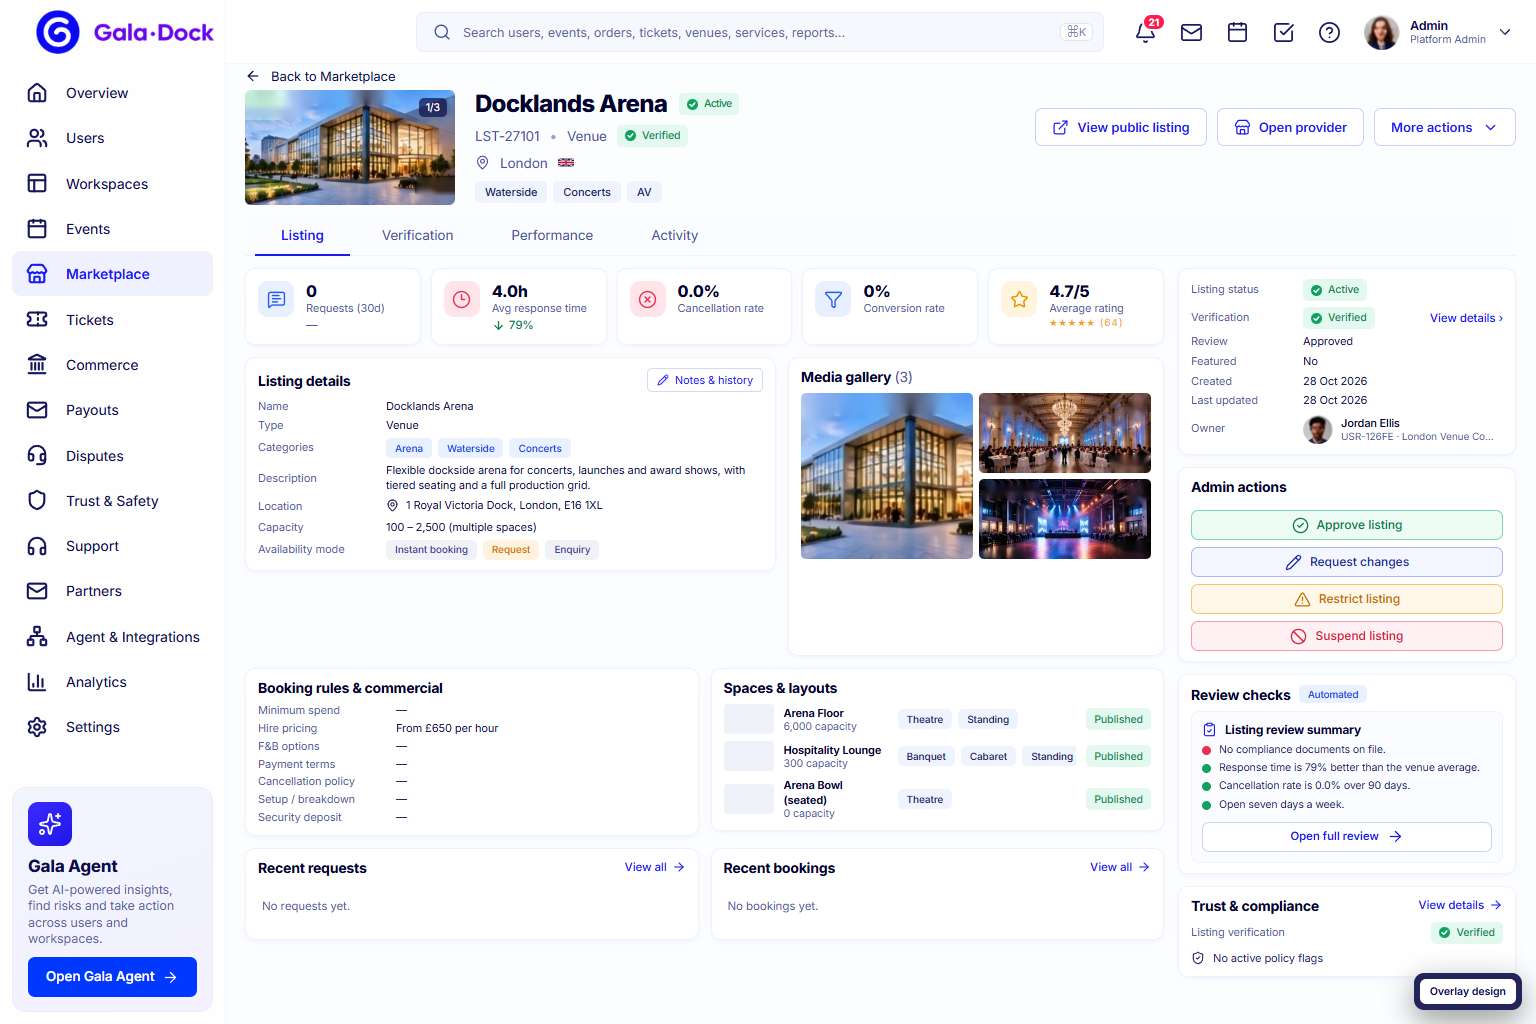 Gala·Dock
Search users, events, orders, tickets, venues, services, reports...
⌘K
21
Admin
Platform Admin
Overview
Users
Workspaces
Events
Marketplace
Tickets
Commerce
Payouts
Disputes
Trust & Safety
Support
Partners
Agent & Integrations
Analytics
Settings
Gala Agent
Get AI-powered insights,
find risks and take action
across users and
workspaces.
Open Gala Agent
Back to Marketplace
1/3
Docklands Arena
Active
LST-27101 • Venue
Verified
London
Waterside
Concerts
AV
View public listing
Open provider
More actions
Listing
Verification
Performance
Activity
0
Requests (30d)
—
4.0h
Avg response time
↓ 79%
0.0%
Cancellation rate
0%
Conversion rate
4.7/5
Average rating
★★★★★ (64)
Listing details
Notes & history
Name Docklands Arena
Type Venue
Categories Arena Waterside Concerts
Description Flexible dockside arena for concerts, launches and award shows, with
tiered seating and a full production grid.
Location 1 Royal Victoria Dock, London, E16 1XL
Capacity 100 – 2,500 (multiple spaces)
Availability mode Instant booking Request Enquiry
Media gallery (3)
Booking rules & commercial
Minimum spend —
Hire pricing From £650 per hour
F&B options —
Payment terms —
Cancellation policy —
Setup / breakdown —
Security deposit —
Spaces & layouts
Arena Floor
6,000 capacity
Theatre Standing Published
Hospitality Lounge
300 capacity
Banquet Cabaret Standing Published
Arena Bowl
(seated)
0 capacity
Theatre Published
Recent requests
View all →
No requests yet.
Recent bookings
View all →
No bookings yet.
Listing status Active
Verification Verified View details ›
Review Approved
Featured No
Created 28 Oct 2026
Last updated 28 Oct 2026
Owner Jordan Ellis
USR-126FE · London Venue Co...
Admin actions
Approve listing
Request changes
Restrict listing
Suspend listing
Review checks Automated
Listing review summary
No compliance documents on file.
Response time is 79% better than the venue average.
Cancellation rate is 0.0% over 90 days.
Open seven days a week.
Open full review →
Trust & compliance
View details →
Listing verification Verified
No active policy flags
Overlay design